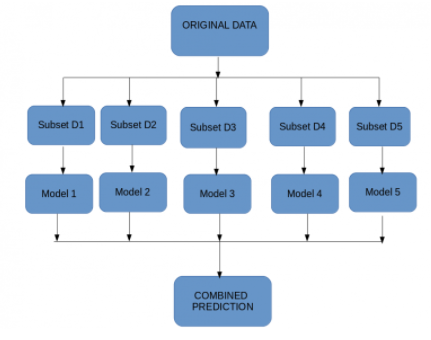 ORIGINAL DATA
Subset D1
Subset D2
Subset D3
Subset D4
Subset D5
Model 1
Model 2
Model 3
Model 4
Model 5
COMBINED
PREDICTION